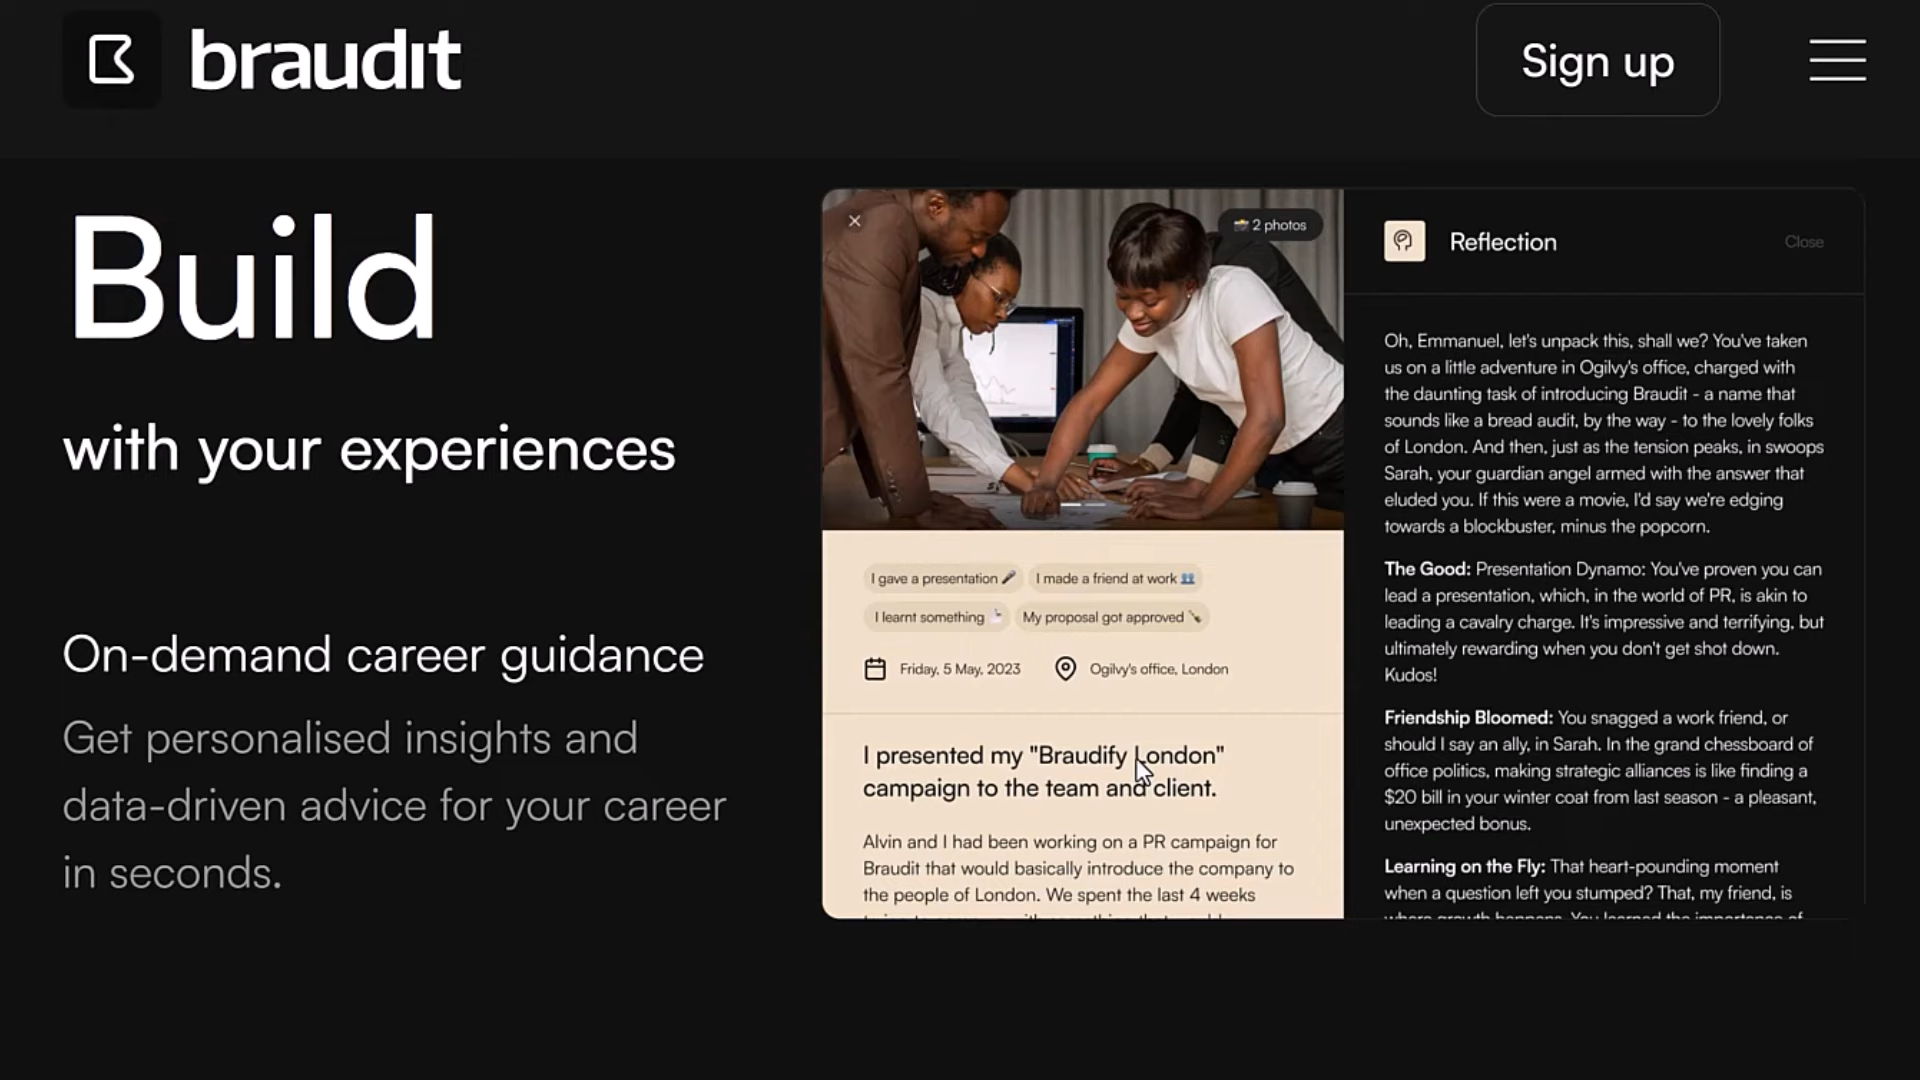 braudit
Sign up
Build
with your experiences
On-demand career guidance
Get personalised insights and
data-driven advice for your career
in seconds.
2 photos
I gave a presentation
I made a friend at work
I learnt something
My proposal got approved
Friday, 5 May, 2023
Ogilvy's office, London
I presented my "Braudify London"
campaign to the team and client.
Alvin and I had been working on a PR campaign for
Braudit that would basically introduce the company to
the people of London. We spent the last 4 weeks
Reflection
Close
Oh, Emmanuel, let's unpack this, shall we? You've taken
us on a little adventure in Ogilvy's office, charged with
the daunting task of introducing Braudit - a name that
sounds like a bread audit, by the way - to the lovely folks
of London. And then, just as the tension peaks, in swoops
Sarah, your guardian angel armed with the answer that
eluded you. If this were a movie, I'd say we're edging
towards a blockbuster, minus the popcorn.
The Good: Presentation Dynamo: You've proven you can
lead a presentation, which, in the world of PR, is akin to
leading a cavalry charge. It's impressive and terrifying, but
ultimately rewarding when you don't get shot down.
Kudos!
Friendship Bloomed: You snagged a work friend, or
should I say an ally, in Sarah. In the grand chessboard of
office politics, making strategic alliances is like finding a
$20 bill in your winter coat from last season - a pleasant,
unexpected bonus.
Learning on the Fly: That heart-pounding moment
when a question left you stumped? That, my friend, is
where growth happens. You learned the importance of